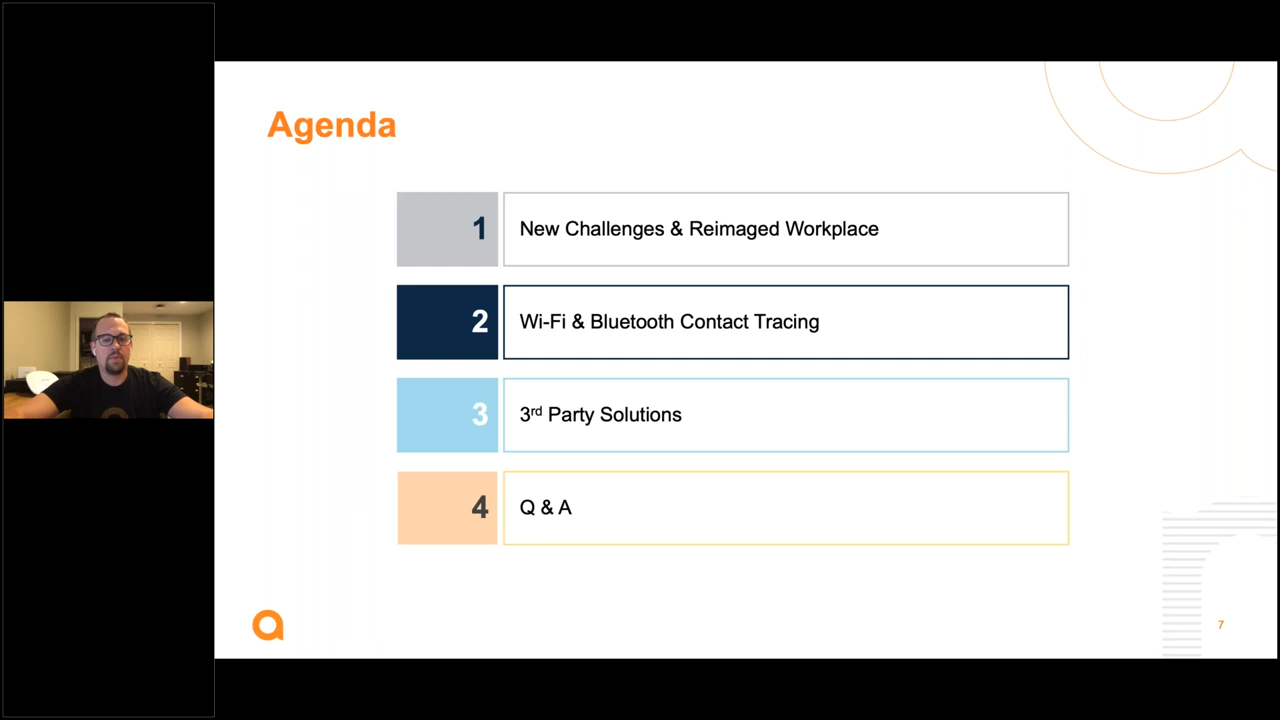 Agenda
1
New Challenges & Reimaged Workplace
2
Wi-Fi & Bluetooth Contact Tracing
3
3rd Party Solutions
4
Q & A
7